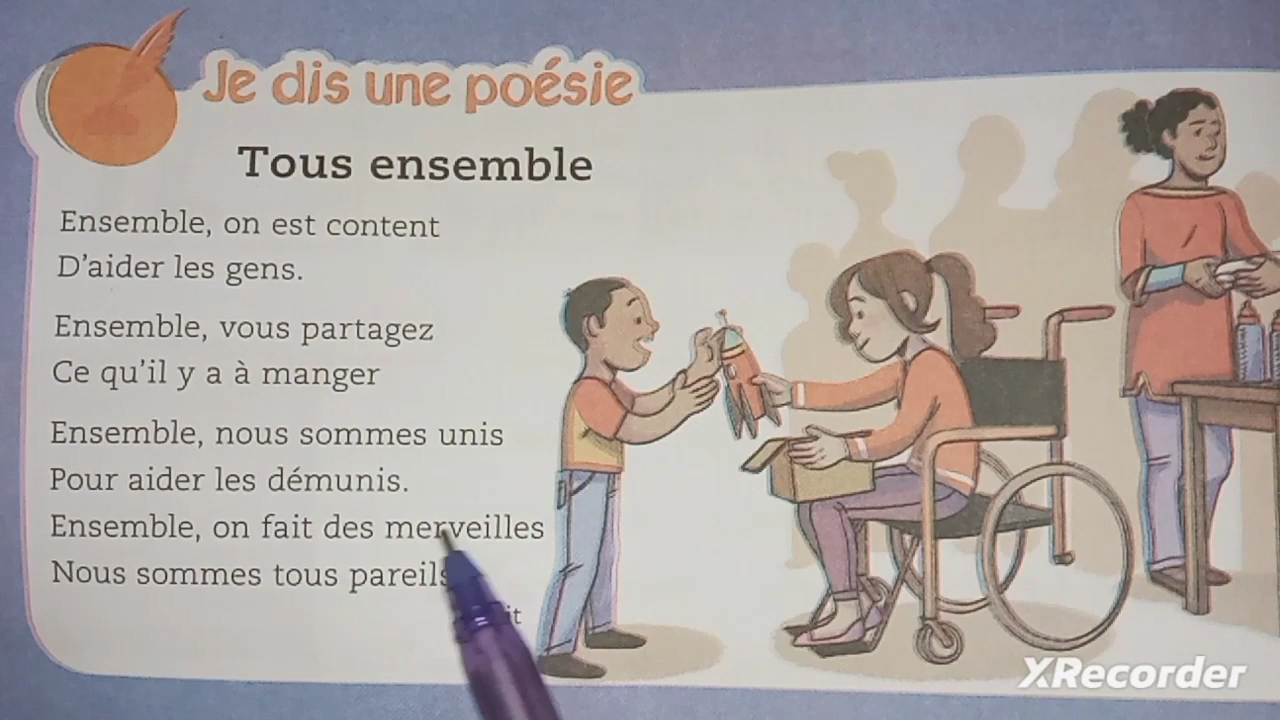 Je dis une poésie
Tous ensemble
Ensemble, on est content
D'aider les gens.
Ensemble, vous partagez
Ce qu'il y a à manger
Ensemble, nous sommes unis
Pour aider les démunis.
Ensemble, on fait des merveilles
Nous sommes tous pareils
XRecorder